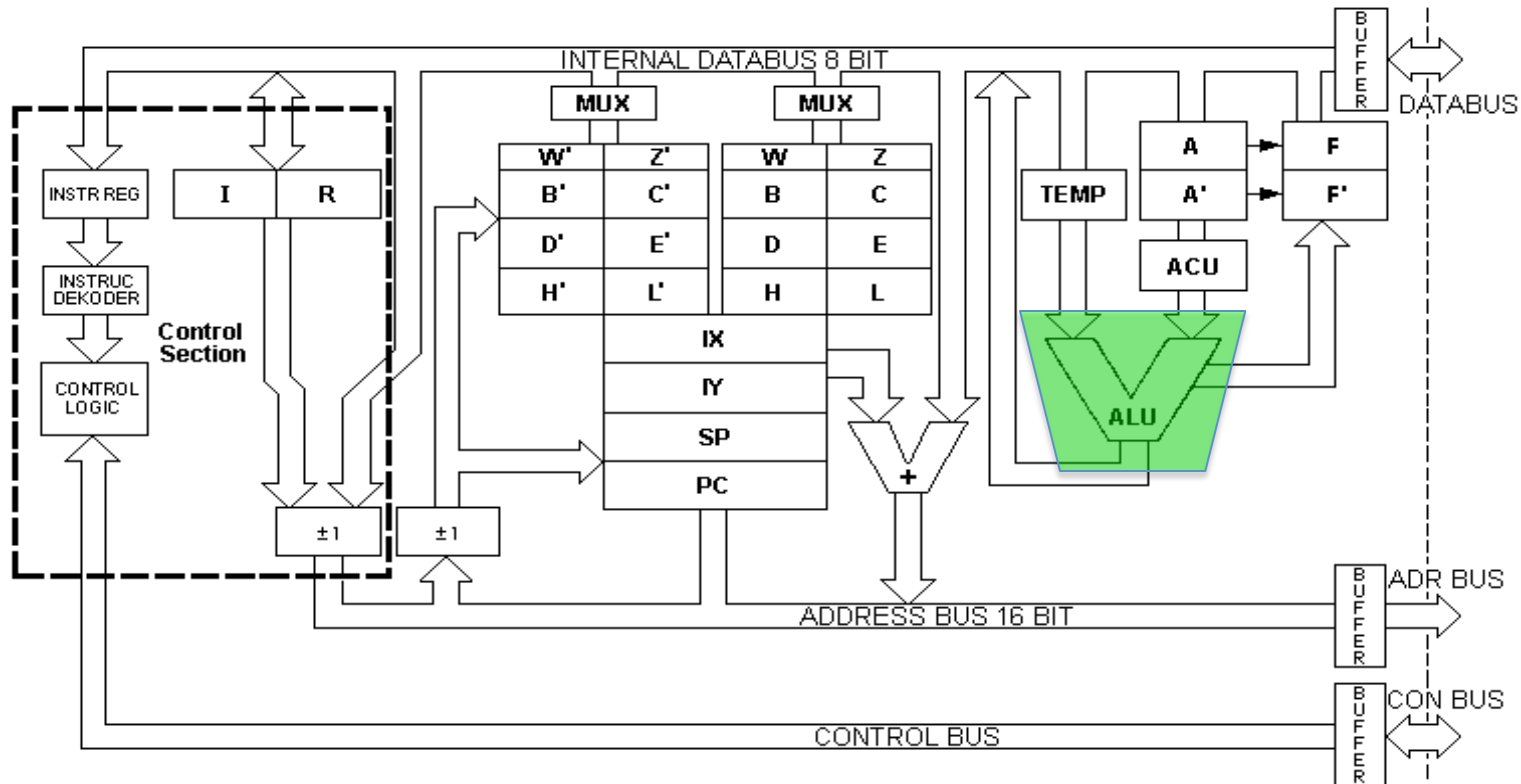 INTERNAL DATABUS 8 BIT
BUFFER
DATABUS
MUX
MUX
W' Z' W Z
B' C' B C
D' E' D E
H' L' H L
IX
IY
SP
PC
INSTR REG
I R
INSTRUC
DEKODER
Control
Section
CONTROL
LOGIC
±1
±1
+
TEMP
A F
A' F'
ACU
ALU
ADDRESS BUS 16 BIT
BUFFER
ADR BUS
CONTROL BUS
BUFFER
CON BUS